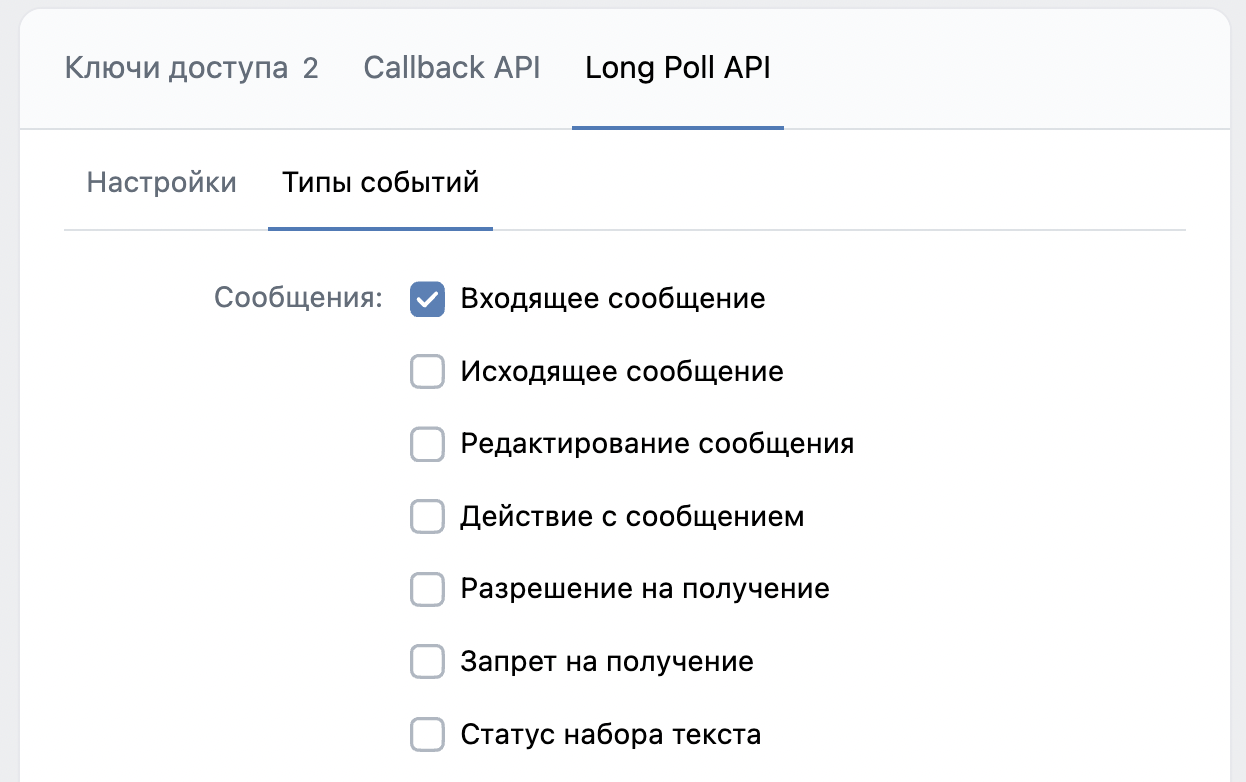 Ключи доступа 2 Callback API Long Poll API
Настройки Типы событий
Сообщения: Входящее сообщение
Исходящее сообщение
Редактирование сообщения
Действие с сообщением
Разрешение на получение
Запрет на получение
Статус набора текста